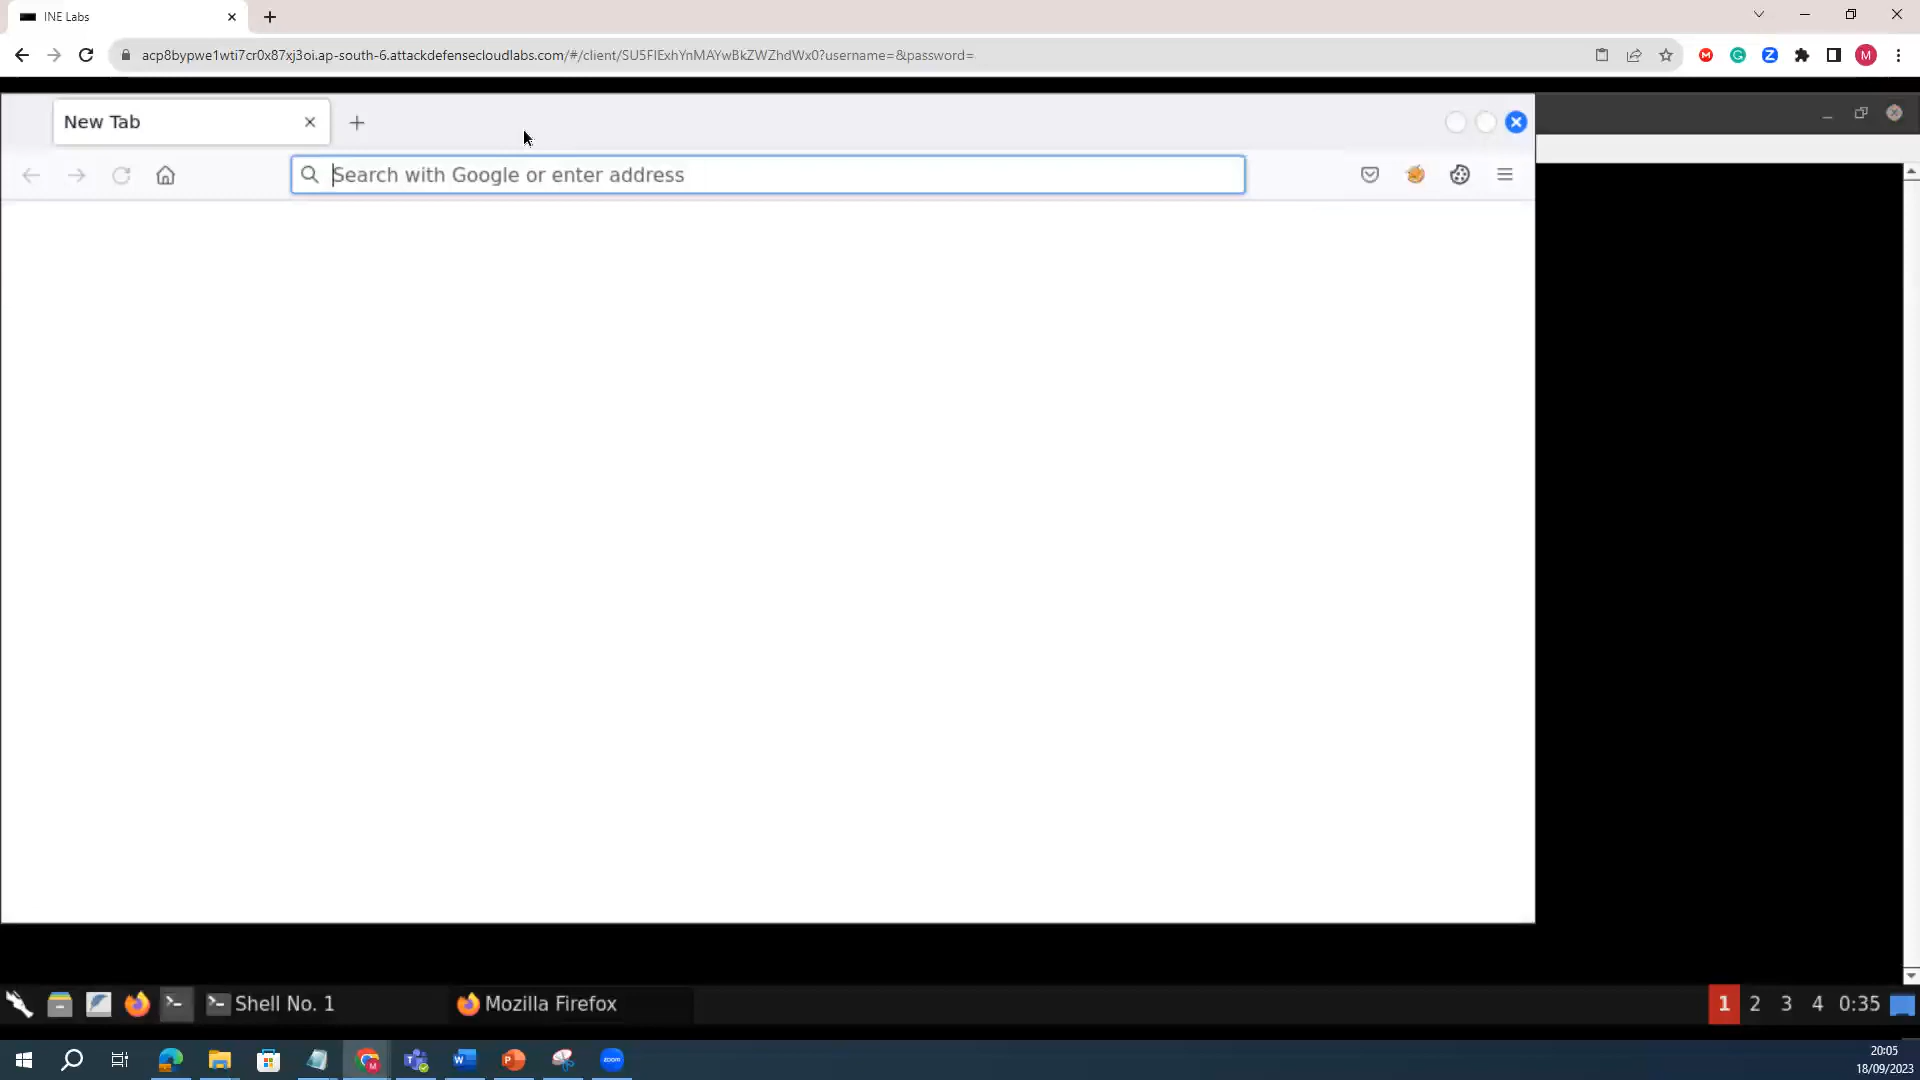 INE Labs
acp8bypwe1wti7cr0x87xj3oi.ap-south-6.attackdefensecloudlabs.com/#/client/SU5FIExhYnMAYwBkZWZhdWx0?username=&password=
M
New Tab
Search with Google or enter address
Shell No. 1
Mozilla Firefox
1
2
3
4
0:35
20:05
18/09/2023